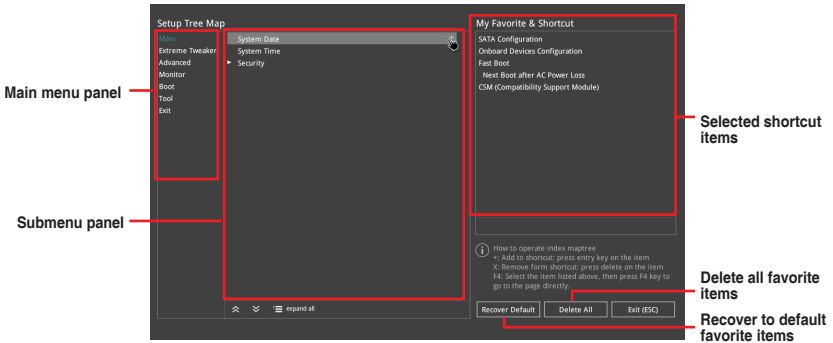 Setup Tree Map
Main
Extreme Tweaker
Advanced
Monitor
Boot
Tool
Exit
System Date
System Time
Security
expand all
My Favorite & Shortcut
SATA Configuration
Onboard Devices Configuration
Fast Boot
Next Boot after AC Power Loss
CSM (Compatibility Support Module)
How to operate index maptree
+: Add to shortcut: press entry key on the item
X: Remove form shortcut: press delete on the item
F4: Select the item listed above, then press F4 key to
go to the page directly.
Recover Default
Delete All
Exit (ESC)
Main menu panel
Submenu panel
Selected shortcut
items
Delete all favorite
items
Recover to default
favorite items